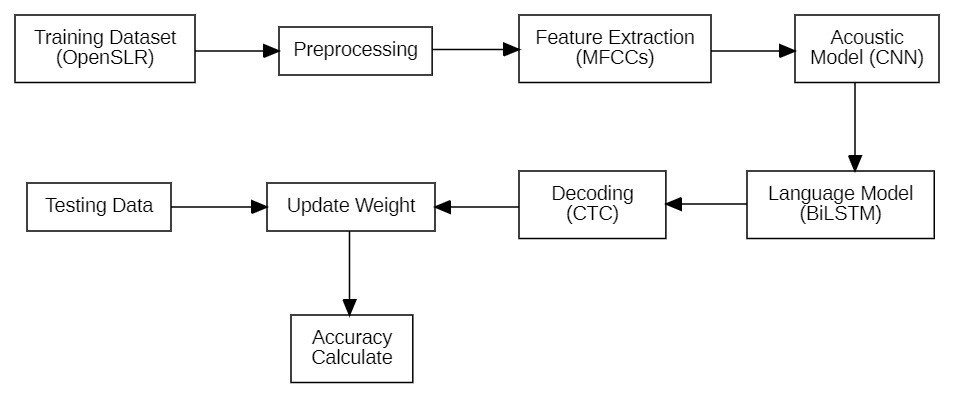 Training Dataset
(OpenSLR)
Preprocessing
Feature Extraction
(MFCCs)
Acoustic
Model (CNN)
Language Model
(BiLSTM)
Decoding
(CTC)
Update Weight
Testing Data
Accuracy
Calculate